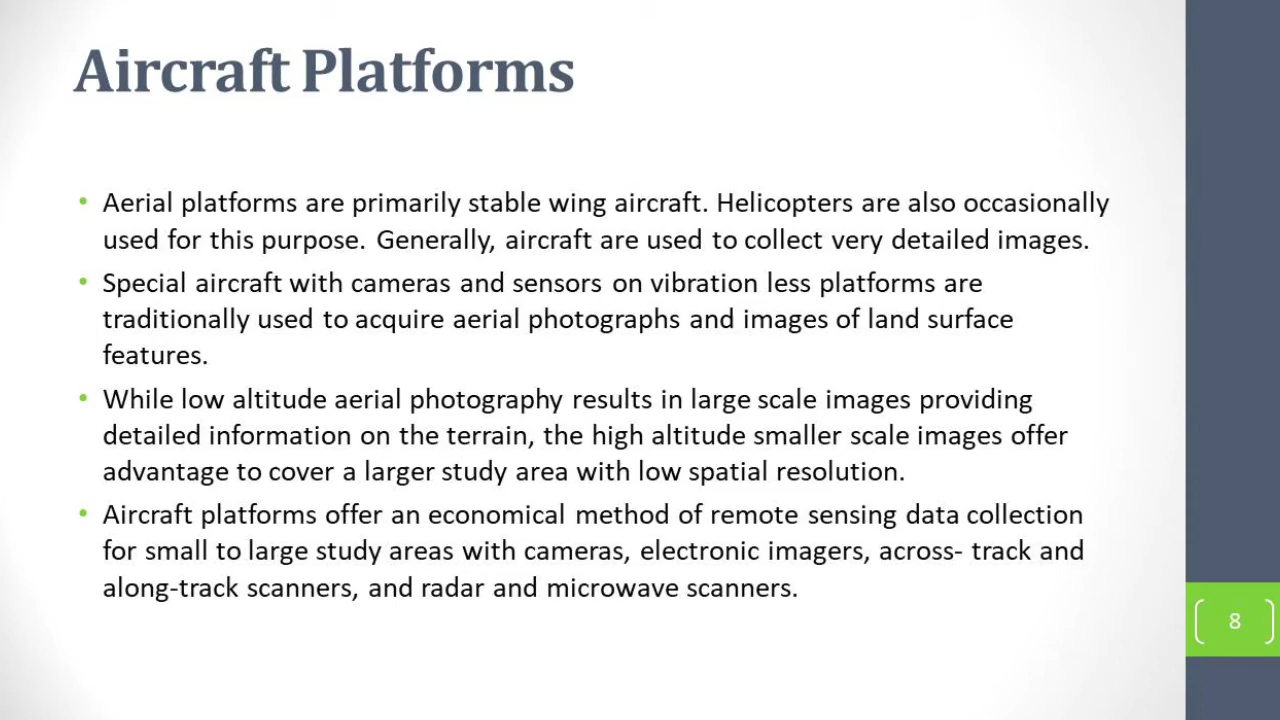 Aircraft Platforms
• Aerial platforms are primarily stable wing aircraft. Helicopters are also occasionally
used for this purpose. Generally, aircraft are used to collect very detailed images.
• Special aircraft with cameras and sensors on vibration less platforms are
traditionally used to acquire aerial photographs and images of land surface
features.
• While low altitude aerial photography results in large scale images providing
detailed information on the terrain, the high altitude smaller scale images offer
advantage to cover a larger study area with low spatial resolution.
• Aircraft platforms offer an economical method of remote sensing data collection
for small to large study areas with cameras, electronic imagers, across- track and
along-track scanners, and radar and microwave scanners.
8